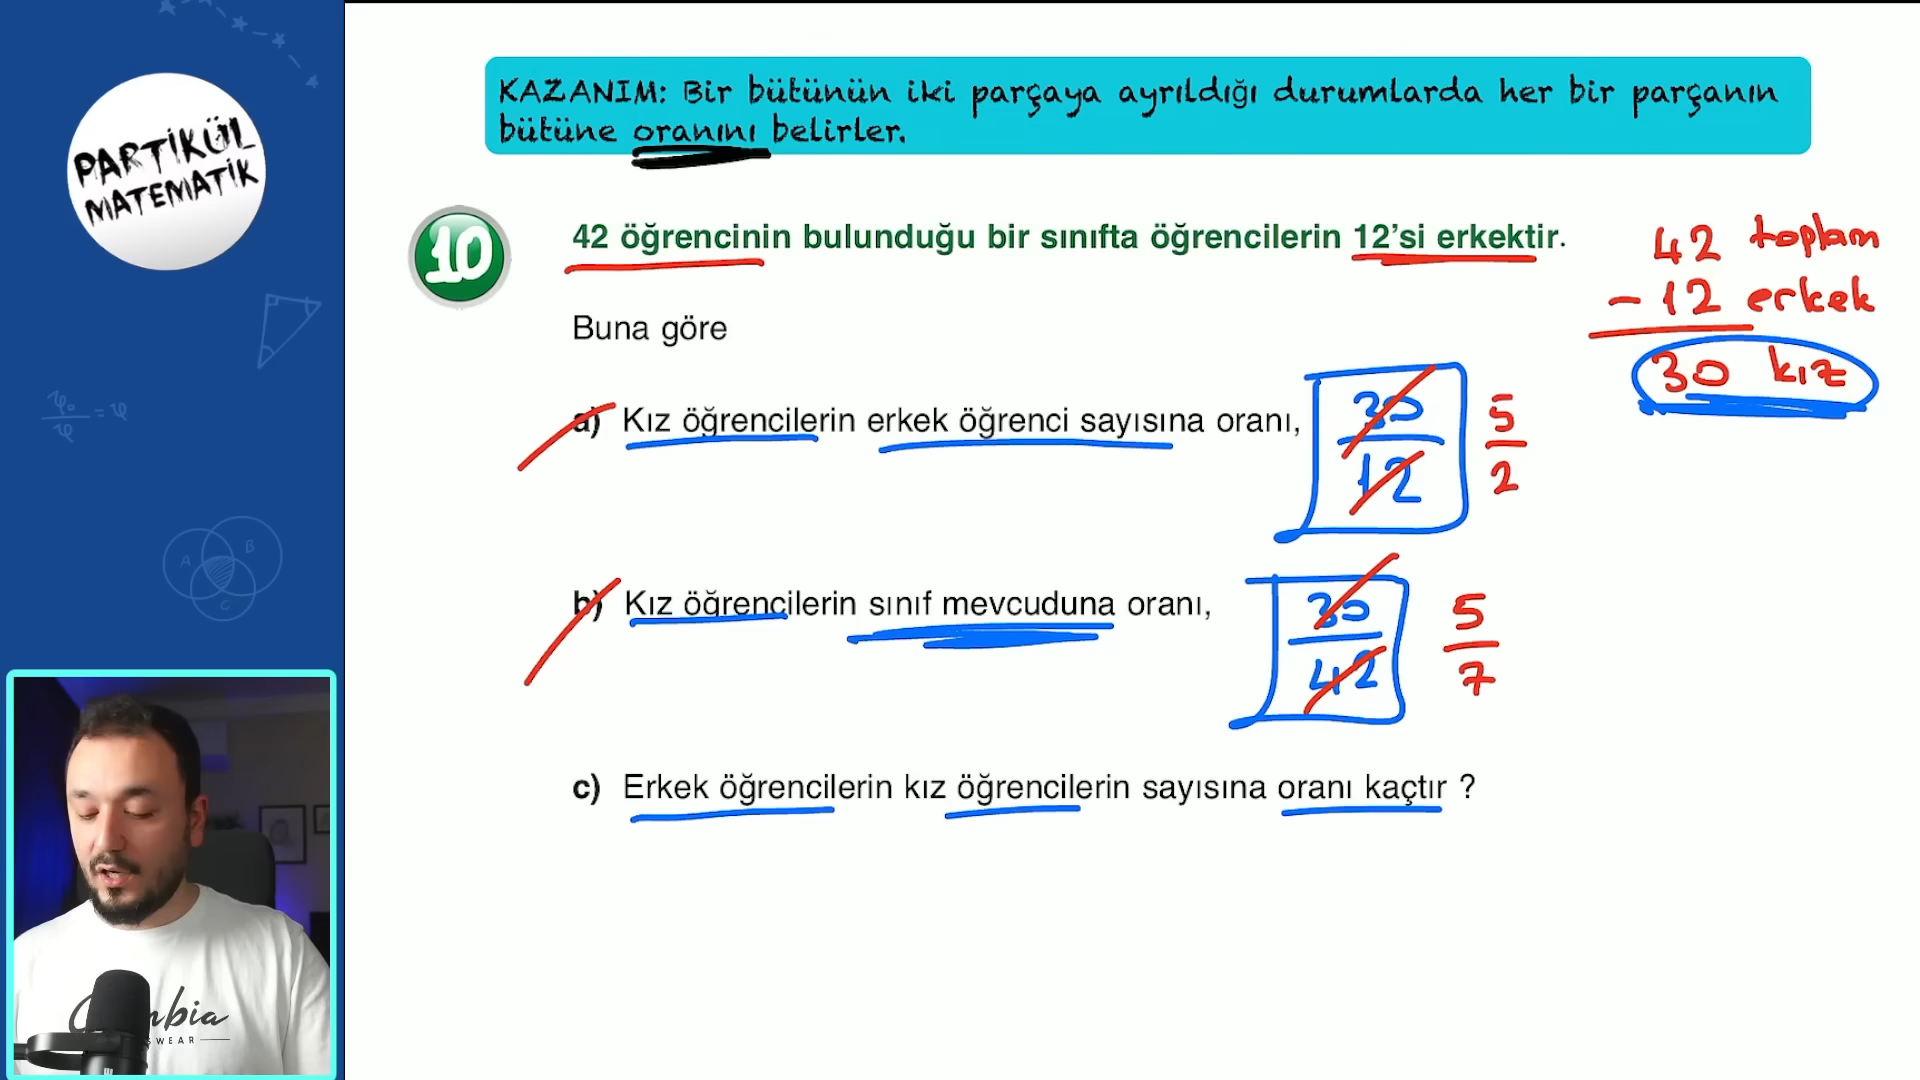 PARTİKÜL
MATEMATİK
KAZANIM: Bir bütünün iki parçaya ayrıldığı durumlarda her bir parçanın
bütüne oranını belirler.
10
42 öğrencinin bulunduğu bir sınıfta öğrencilerin 12'si erkektir.
42 toplam
- 12 erkek
30 kız
Buna göre
a) Kız öğrencilerin erkek öğrenci sayısına oranı,
30
12
5
2
b) Kız öğrencilerin sınıf mevcuduna oranı,
30
42
5
7
c) Erkek öğrencilerin kız öğrencilerin sayısına oranı kaçtır ?
A
B
C